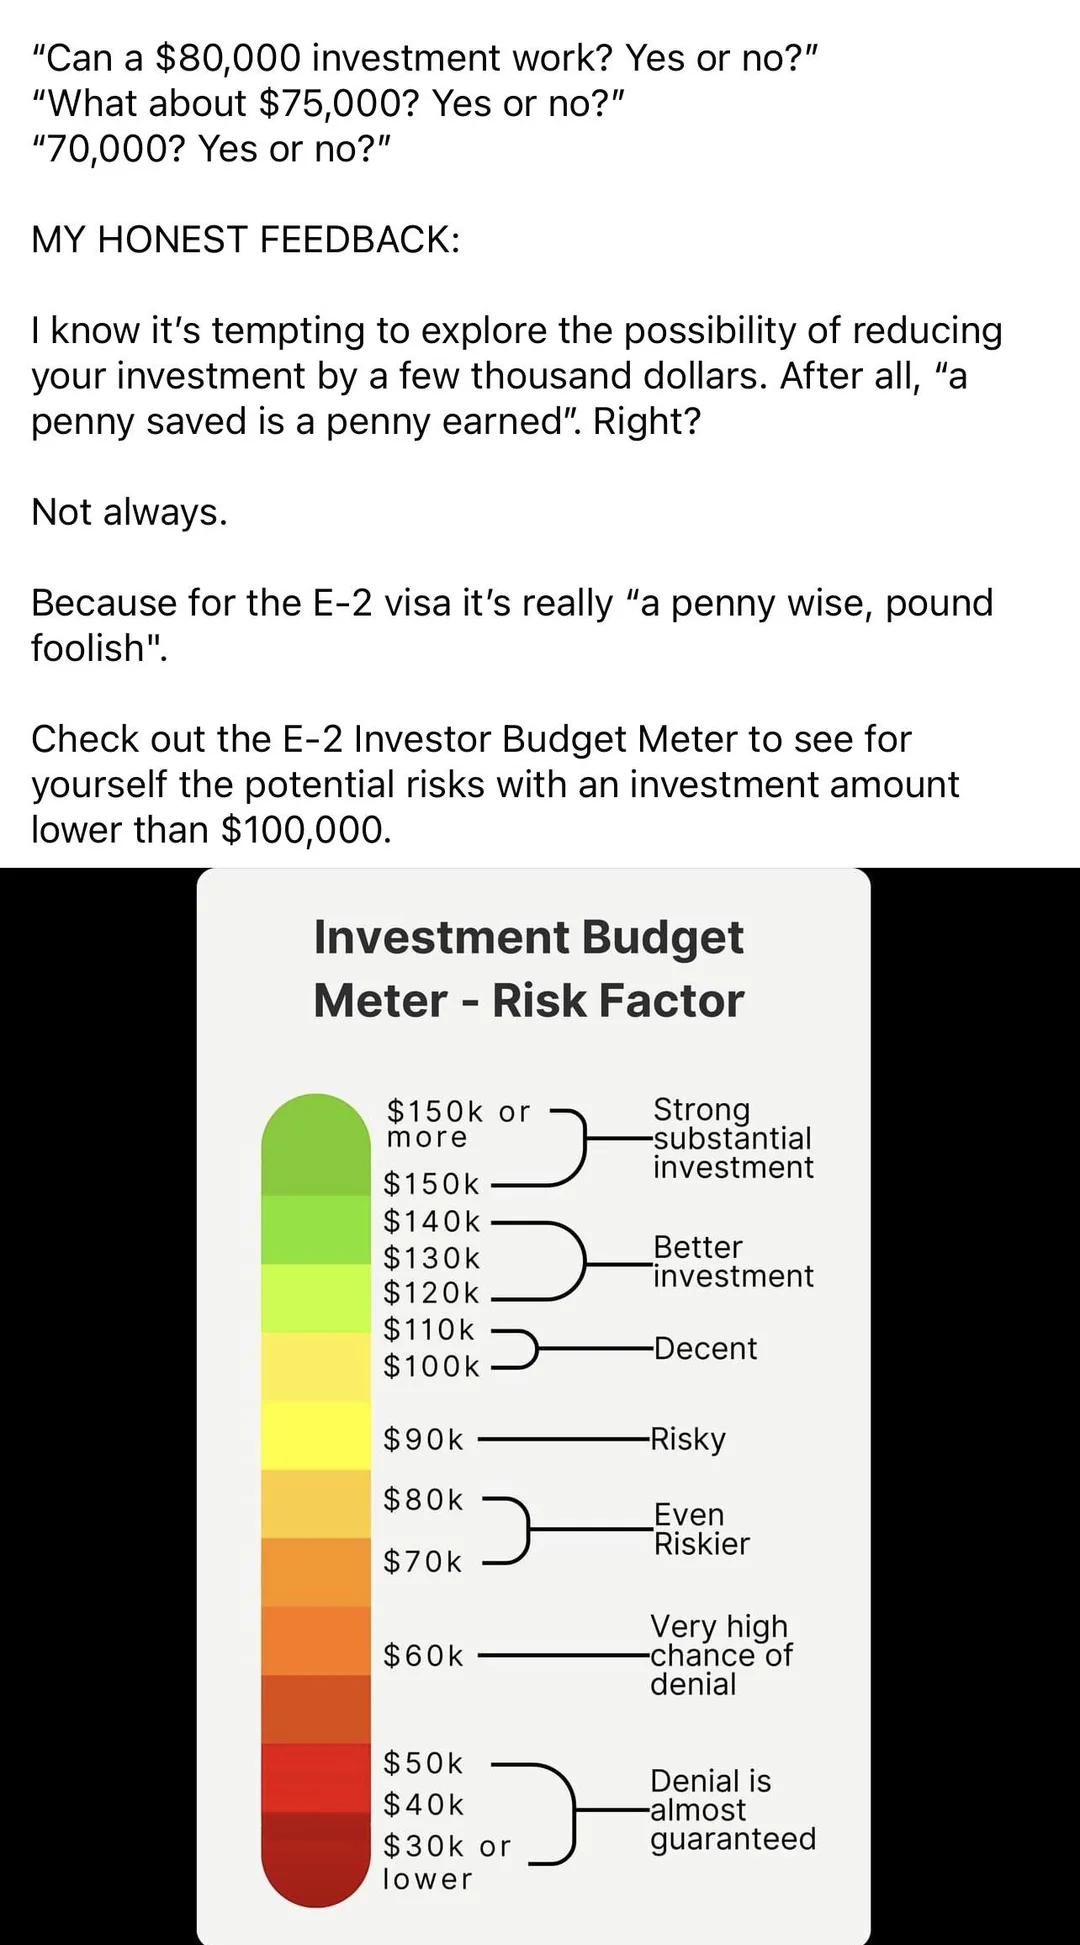 “Can a $80,000 investment work? Yes or no?”
“What about $75,000? Yes or no?”
“70,000? Yes or no?”
MY HONEST FEEDBACK:
I know it’s tempting to explore the possibility of reducing
your investment by a few thousand dollars. After all, “a
penny saved is a penny earned”. Right?
Not always.
Because for the E-2 visa it’s really “a penny wise, pound
foolish".
Check out the E-2 Investor Budget Meter to see for
yourself the potential risks with an investment amount
lower than $100,000.
Investment Budget
Meter - Risk Factor
$150k or
more
$150k
Strong
substantial
investment
$140k
$130k
$120k
Better
investment
$110k
$100k
Decent
$90k
Risky
$80k
$70k
Even
Riskier
$60k
Very high
chance of
denial
$50k
$40k
$30k or
lower
Denial is
almost
guaranteed